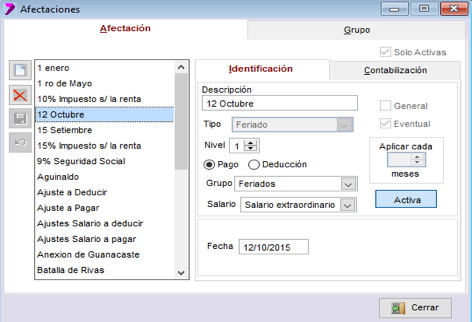 Afectaciones
Afectación
Grupo
Solo Activas
1 enero
1 ro de Mayo
10% Impuesto s/ la renta
12 Octubre
15 Setiembre
15% Impuesto s/ la renta
9% Seguridad Social
Aguinaldo
Ajuste a Deducir
Ajuste a Pagar
Ajustes Salario a deducir
Ajustes Salario a pagar
Anexion de Guanacaste
Batalla de Rivas
Identificación
Contabilización
Descripción
12 Octubre
General
Tipo Feriado
Eventual
Nivel 1
Aplicar cada
meses
Pago Deducción
Grupo Feriados
Activa
Salario Salario extraordinario
Fecha 12/10/2015
Cerrar